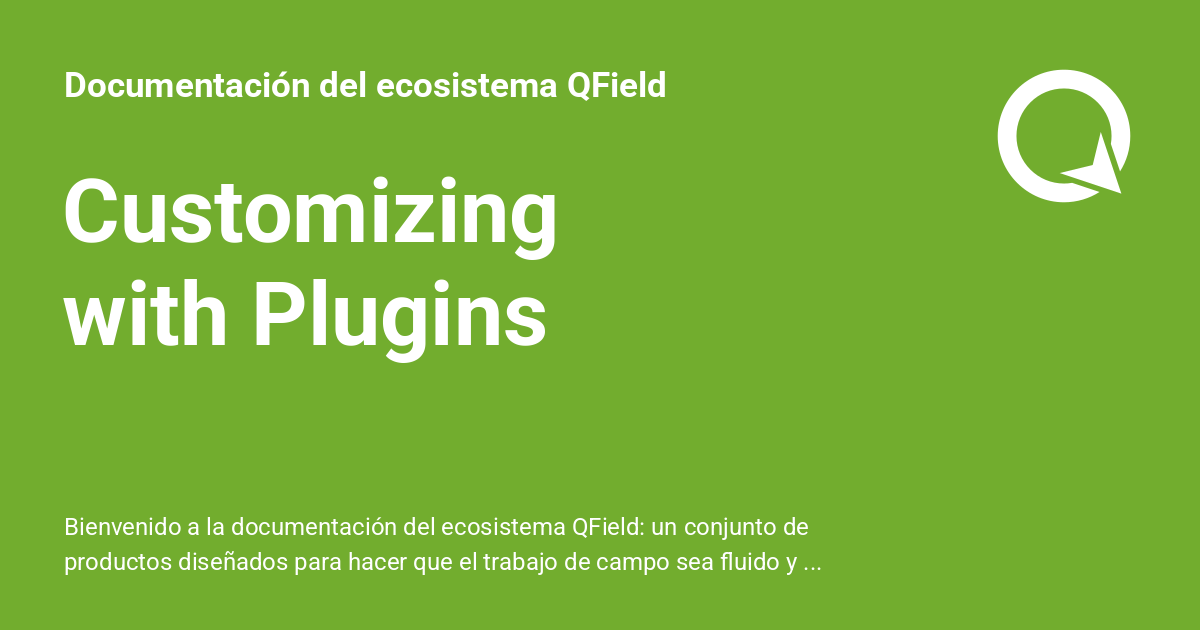 Documentación del ecosistema QField
Customizing
with Plugins
Bienvenido a la documentación del ecosistema QField: un conjunto de
productos diseñados para hacer que el trabajo de campo sea fluido y ...